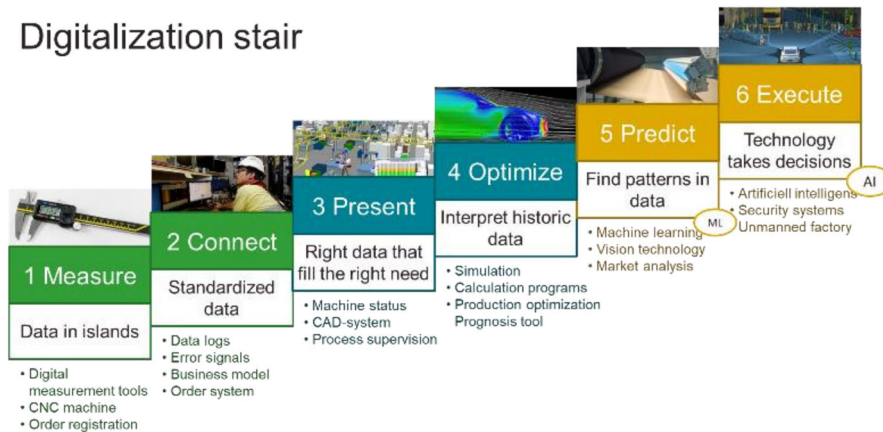 Digitalization stair
1 Measure
Data in islands
• Digital
measurement tools
• CNC machine
• Order registration
2 Connect
Standardized
data
• Data logs
• Error signals
• Business model
• Order system
3 Present
Right data that
fill the right need
• Machine status
• CAD-system
• Process supervision
4 Optimize
Interpret historic
data
• Simulation
• Calculation programs
• Production optimization
Prognosis tool
5 Predict
Find patterns in
data
ML
• Machine learning
• Vision technology
• Market analysis
6 Execute
Technology
takes decisions
AI
• Artificiell intelligens
• Security systems
Unmanned factory